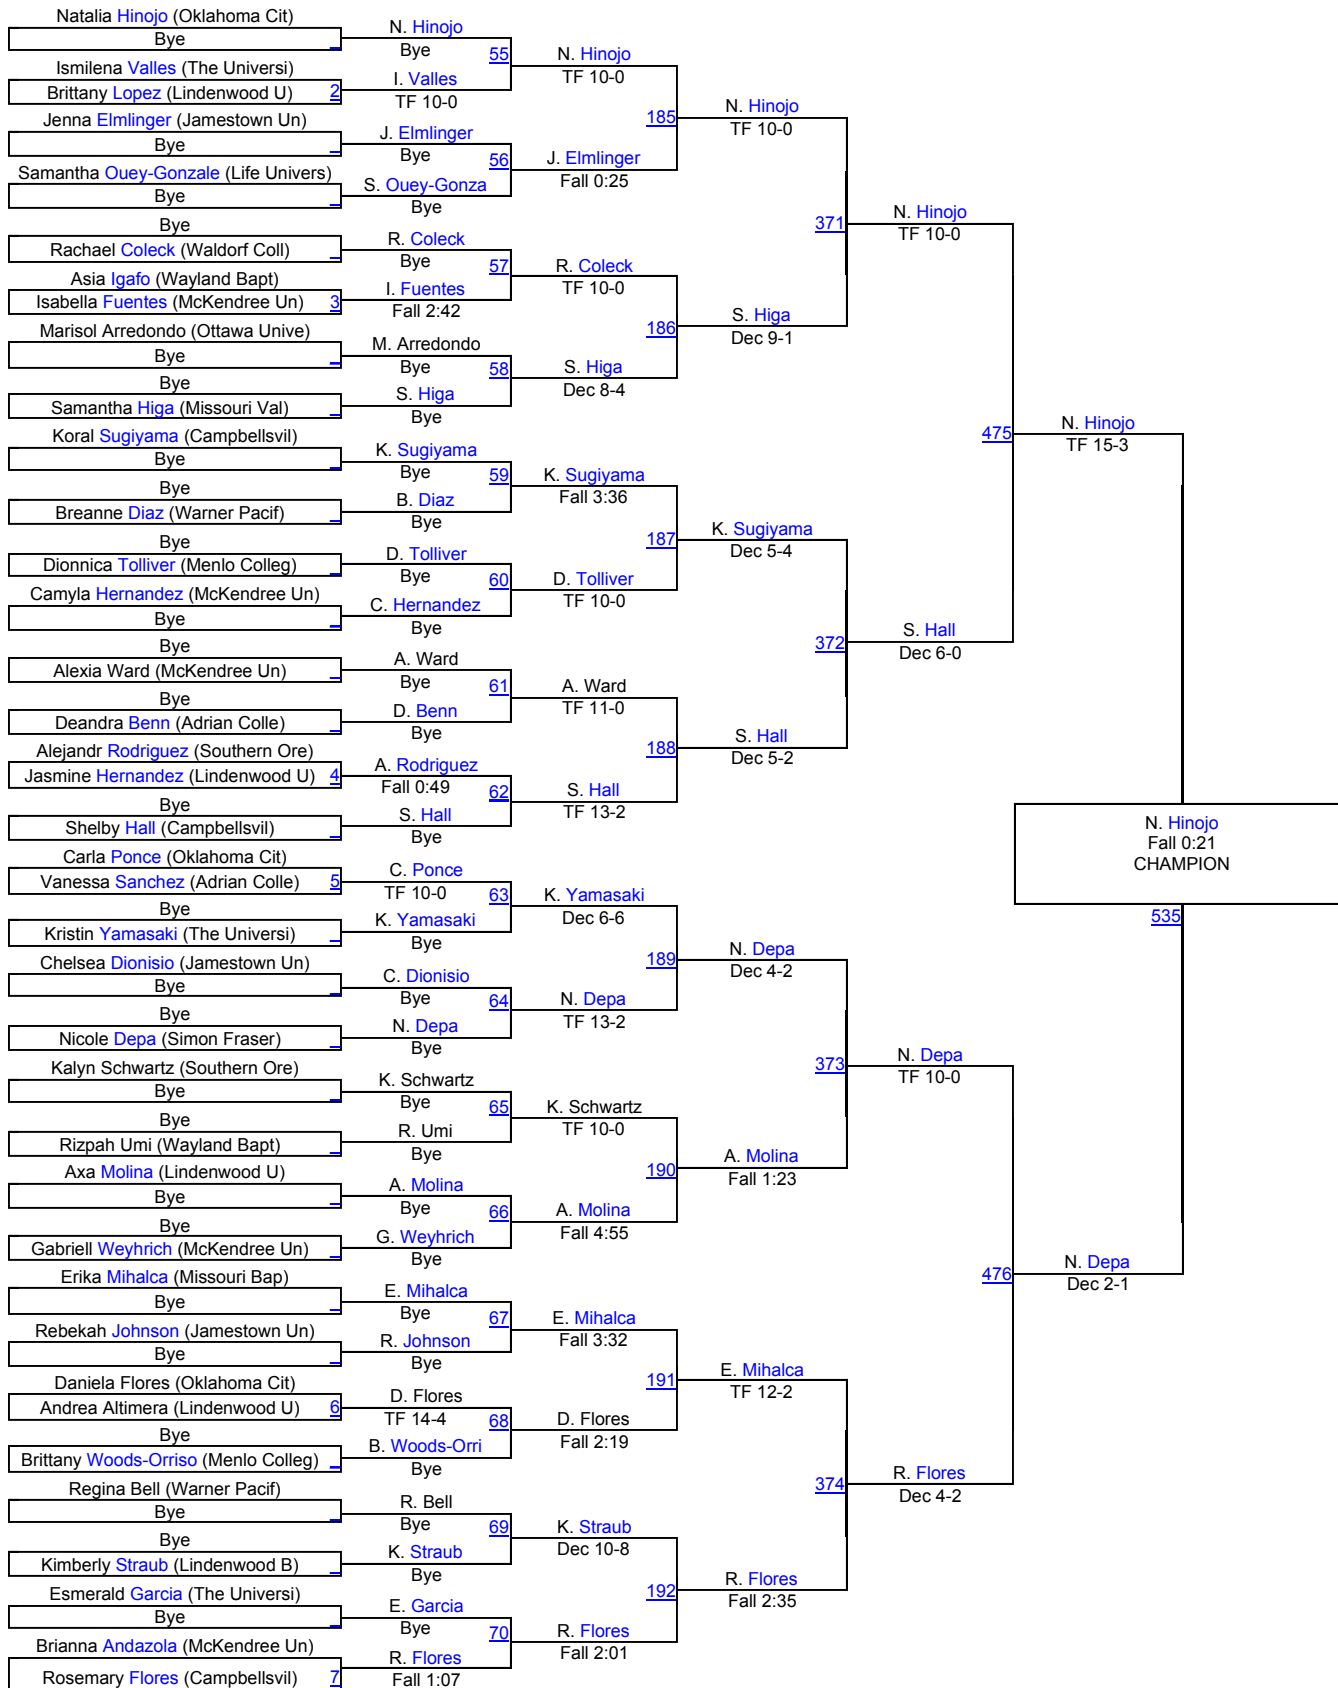 Natalia Hinojo (Oklahoma Cit)
Bye
Ismilena Valles (The Universi)
Brittany Lopez (Lindenwood U) 2
Jenna Elmlinger (Jamestown Un)
Bye
Samantha Ouey-Gonzale (Life Univers)
Bye
Bye
Rachael Coleck (Waldorf Coll)
Asia Igafo (Wayland Bapt)
Isabella Fuentes (McKendree Un) 3
Marisol Arredondo (Ottawa Unive)
Bye
Bye
Samantha Higa (Missouri Val)
Koral Sugiyama (Campbellsvil)
Bye
Bye
Breanne Diaz (Warner Pacif)
Bye
Dionnica Tolliver (Menlo Colleg)
Camyla Hernandez (McKendree Un)
Bye
Bye
Alexia Ward (McKendree Un)
Bye
Deandra Benn (Adrian Colle)
Alejandr Rodriguez (Southern Ore)
Jasmine Hernandez (Lindenwood U) 4
Bye
Shelby Hall (Campbellsvil)
Carla Ponce (Oklahoma Cit)
Vanessa Sanchez (Adrian Colle) 5
Bye
Kristin Yamasaki (The Universi)
Chelsea Dionisio (Jamestown Un)
Bye
Bye
Nicole Depa (Simon Fraser)
Kalyn Schwartz (Southern Ore)
Bye
Bye
Rizpah Umi (Wayland Bapt)
Axa Molina (Lindenwood U)
Bye
Bye
Gabriell Weyhrich (McKendree Un)
Erika Mihalca (Missouri Bap)
Bye
Rebekah Johnson (Jamestown Un)
Bye
Daniela Flores (Oklahoma Cit)
Andrea Altimera (Lindenwood U) 6
Bye
Brittany Woods-Orriso (Menlo Colleg)
Regina Bell (Warner Pacif)
Bye
Bye
Kimberly Straub (Lindenwood B)
Esmerald Garcia (The Universi)
Bye
Brianna Andazola (McKendree Un)
Rosemary Flores (Campbellsvil) 7
N. Hinojo
Bye
55
I. Valles
TF 10-0
J. Elmlinger
Bye
56
S. Ouey-Gonza
Bye
R. Coleck
Bye
57
I. Fuentes
Fall 2:42
M. Arredondo
Bye
58
S. Higa
Bye
K. Sugiyama
Bye
59
B. Diaz
Bye
D. Tolliver
Bye
60
C. Hernandez
Bye
A. Ward
Bye
61
D. Benn
Bye
A. Rodriguez
Fall 0:49
62
S. Hall
Bye
C. Ponce
TF 10-0
63
K. Yamasaki
Bye
C. Dionisio
Bye
64
N. Depa
Bye
K. Schwartz
Bye
65
R. Umi
Bye
A. Molina
Bye
66
G. Weyhrich
Bye
E. Mihalca
Bye
67
R. Johnson
Bye
D. Flores
TF 14-4
68
B. Woods-Orri
Bye
R. Bell
Bye
69
K. Straub
Bye
E. Garcia
Bye
70
R. Flores
Fall 1:07
N. Hinojo
TF 10-0
185
J. Elmlinger
Fall 0:25
R. Coleck
TF 10-0
186
S. Higa
Dec 8-4
K. Sugiyama
Fall 3:36
187
D. Tolliver
TF 10-0
A. Ward
TF 11-0
188
S. Hall
TF 13-2
K. Yamasaki
Dec 6-6
189
N. Depa
TF 13-2
K. Schwartz
TF 10-0
190
A. Molina
Fall 4:55
E. Mihalca
Fall 3:32
191
D. Flores
Fall 2:19
K. Straub
Dec 10-8
192
R. Flores
Fall 2:01
N. Hinojo
TF 10-0
371
S. Higa
Dec 9-1
K. Sugiyama
Dec 5-4
372
S. Hall
Dec 5-2
N. Depa
Dec 4-2
373
A. Molina
Fall 1:23
E. Mihalca
TF 12-2
374
R. Flores
Fall 2:35
N. Hinojo
TF 10-0
475
S. Hall
Dec 6-0
N. Depa
TF 10-0
476
R. Flores
Dec 4-2
N. Hinojo
TF 15-3
N. Hinojo
Fall 0:21
CHAMPION
535
N. Depa
Dec 2-1